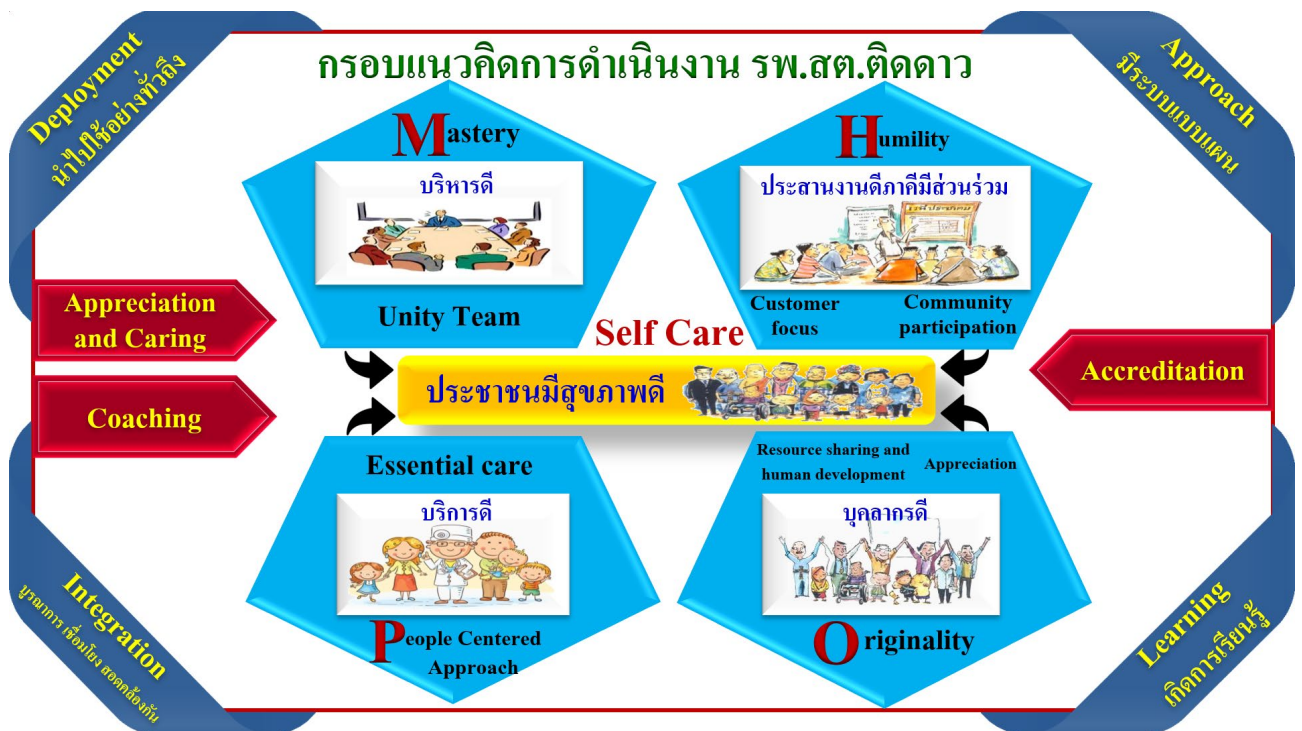 กรอบแนวคิดการดำเนินงาน รพ.สต.ติดดาว
Deployment
นำไปใช้อย่างทั่วถึง
Approach
มีระบบแบบแผน
Mastery
บริหารดี
Unity Team
Humility
ประสานงานดีภาคีมีส่วนร่วม
Customer
focus
Community
participation
Appreciation
and Caring
Coaching
Self Care
ประชาชนมีสุขภาพดี
Accreditation
Essential care
บริการดี
People Centered
Approach
Resource sharing and
human development
Appreciation
บุคลากรดี
Originality
Integration
บูรณาการ เชื่อมโยง สอดคล้องกัน
Learning
เกิดการเรียนรู้